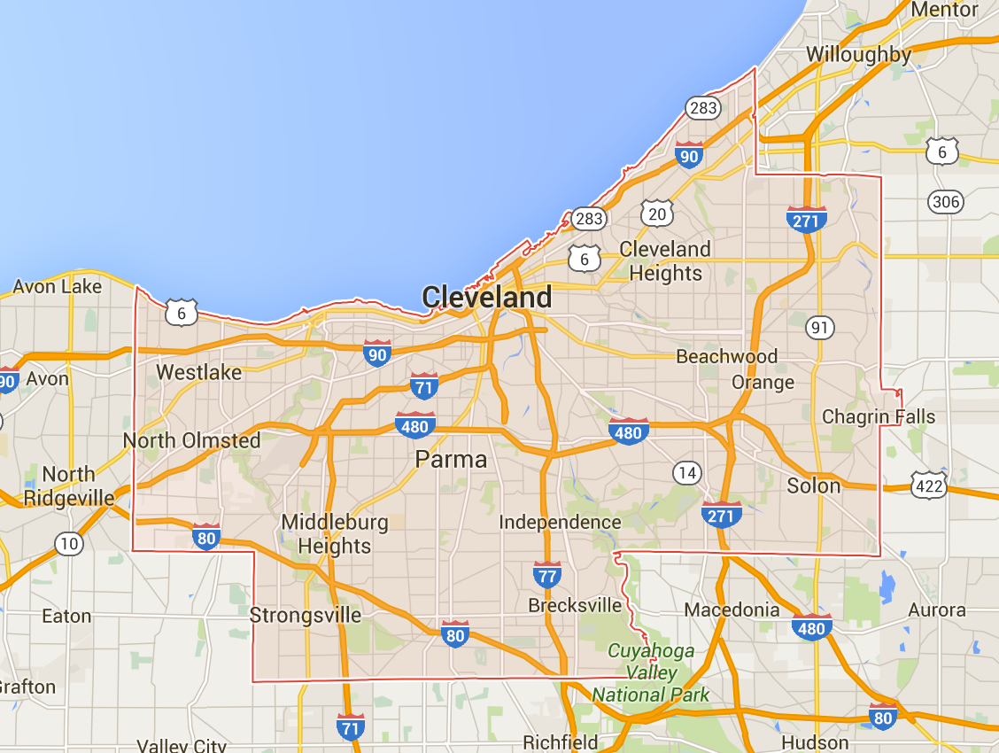 Mentor
Willoughby
283
90
6
306
20
283
271
6
Cleveland
Heights
Avon Lake
6
Cleveland
91
90
Beachwood
Westlake
90
Avon
Orange
71
Chagrin Falls
480
480
North Olmsted
Parma
14
North
Ridgeville
Solon
422
271
Independence
Middleburg
Heights
80
10
77
Brecksville
Macedonia
Aurora
Eaton
Strongsville
480
80
Cuyahoga
Valley
National Park
Grafton
80
71
Richfield
Hudson
Valley City